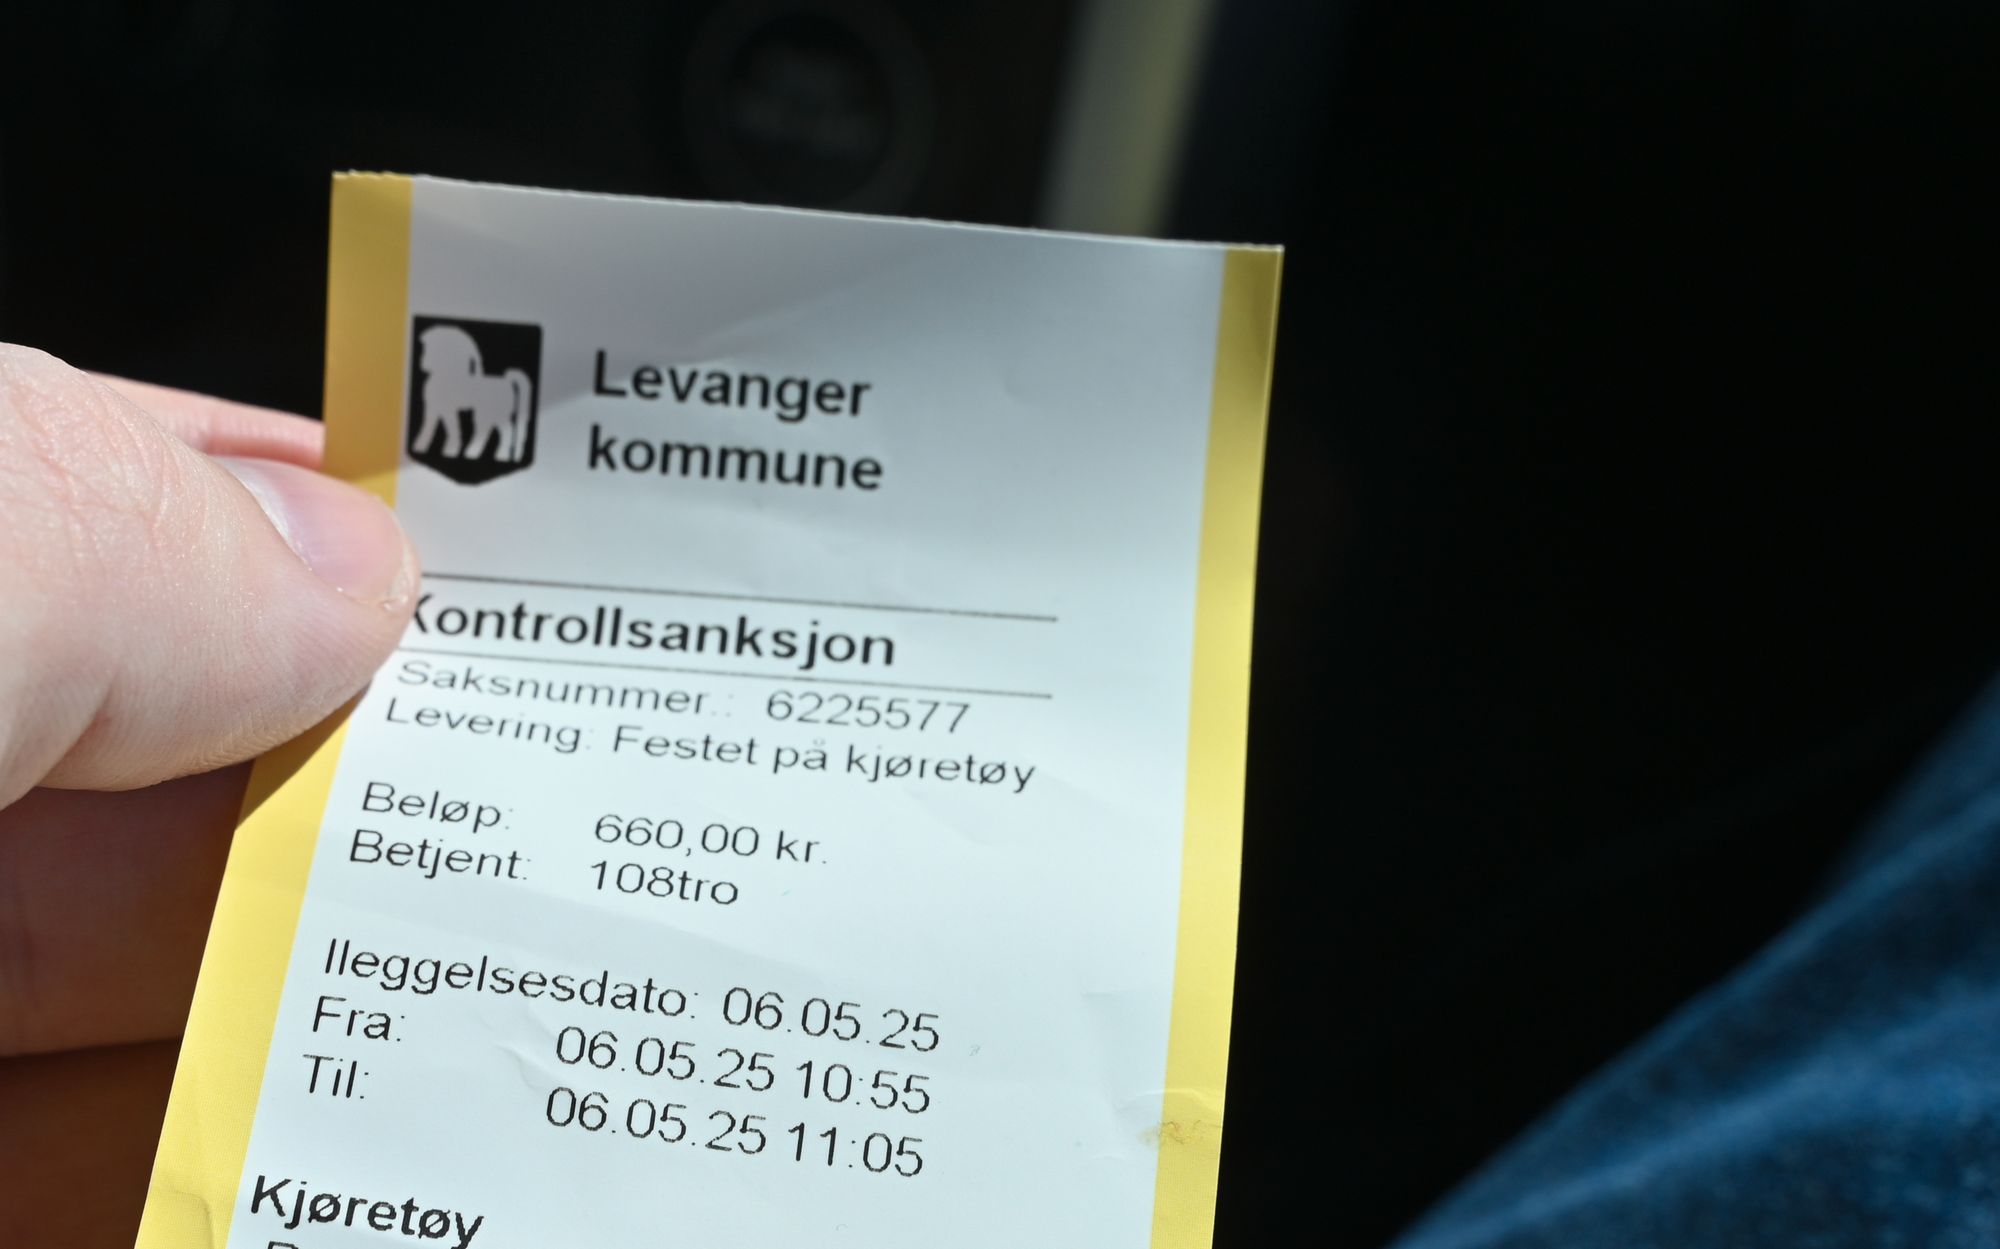 Levanger
kommune
Kontrollsanksjon
Saksnummer.: 6225577
Levering: Festet på kjøretøy
Beløp: 660,00 kr.
Betjent: 108tro
Ileggelsesdato: 06.05.25
Fra: 06.05.25 10:55
Til: 06.05.25 11:05
Kjøretøy